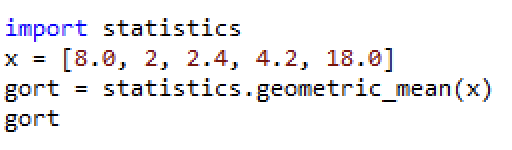 import statistics
x = [8.0, 2, 2.4, 4.2, 18.0]
gort = statistics.geometric_mean(x)
gort